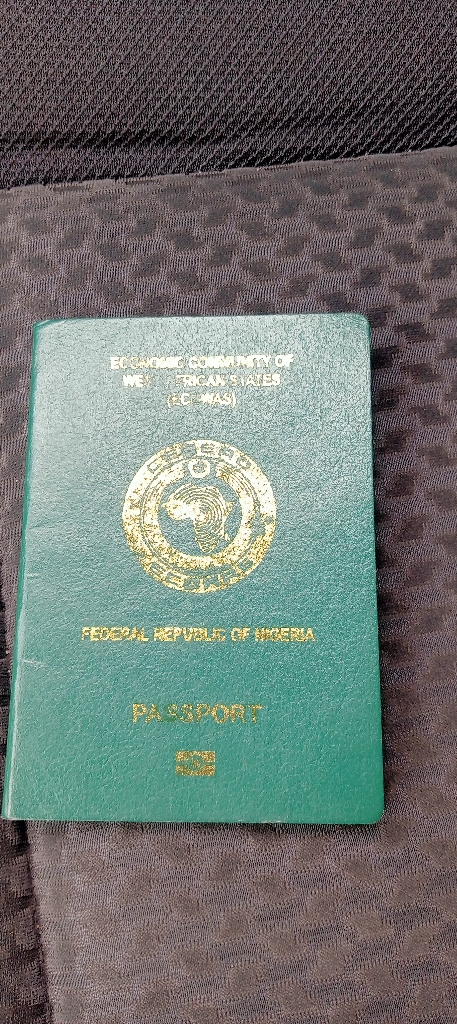 ECONOMIC COMMUNITY OF
WEST AFRICAN STATES
(ECOWAS)
FEDERAL REPUBLIC OF NIGERIA
PASSPORT